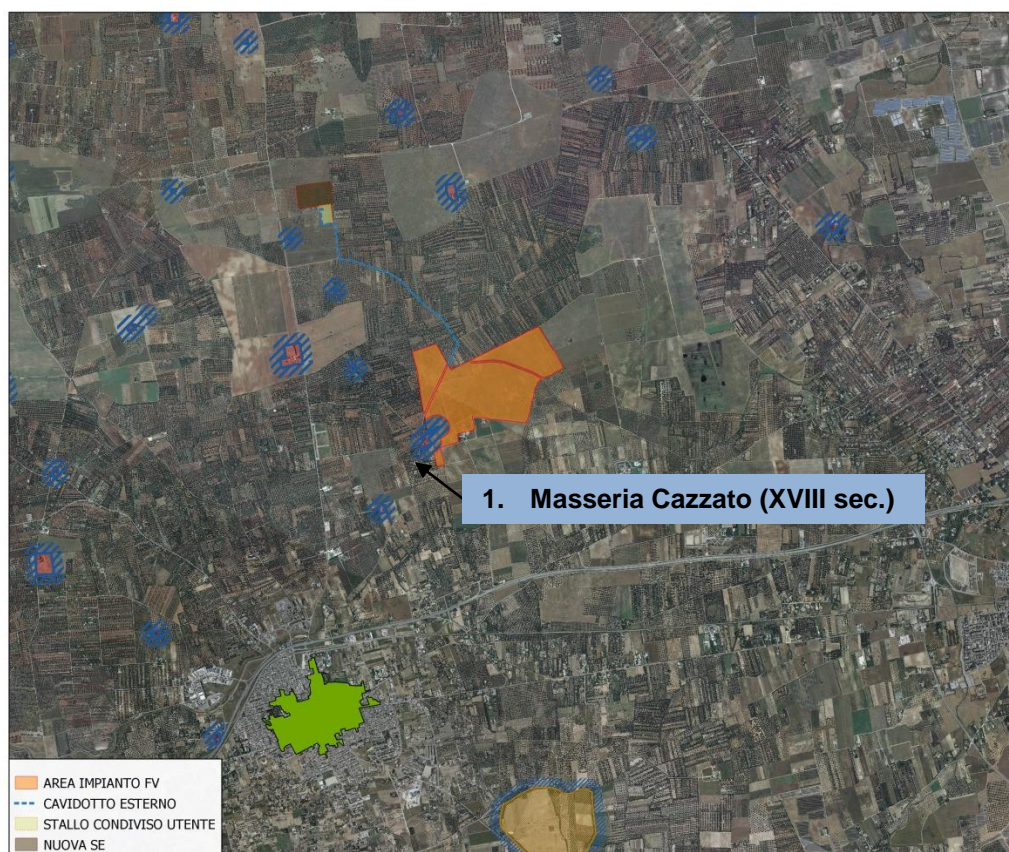 1. Masseria Cazzato (XVIII sec.)
AREA IMPIANTO FV
CAVIDOTTO ESTERNO
STALLO CONDIVISO UTENTE
NUOVA SE